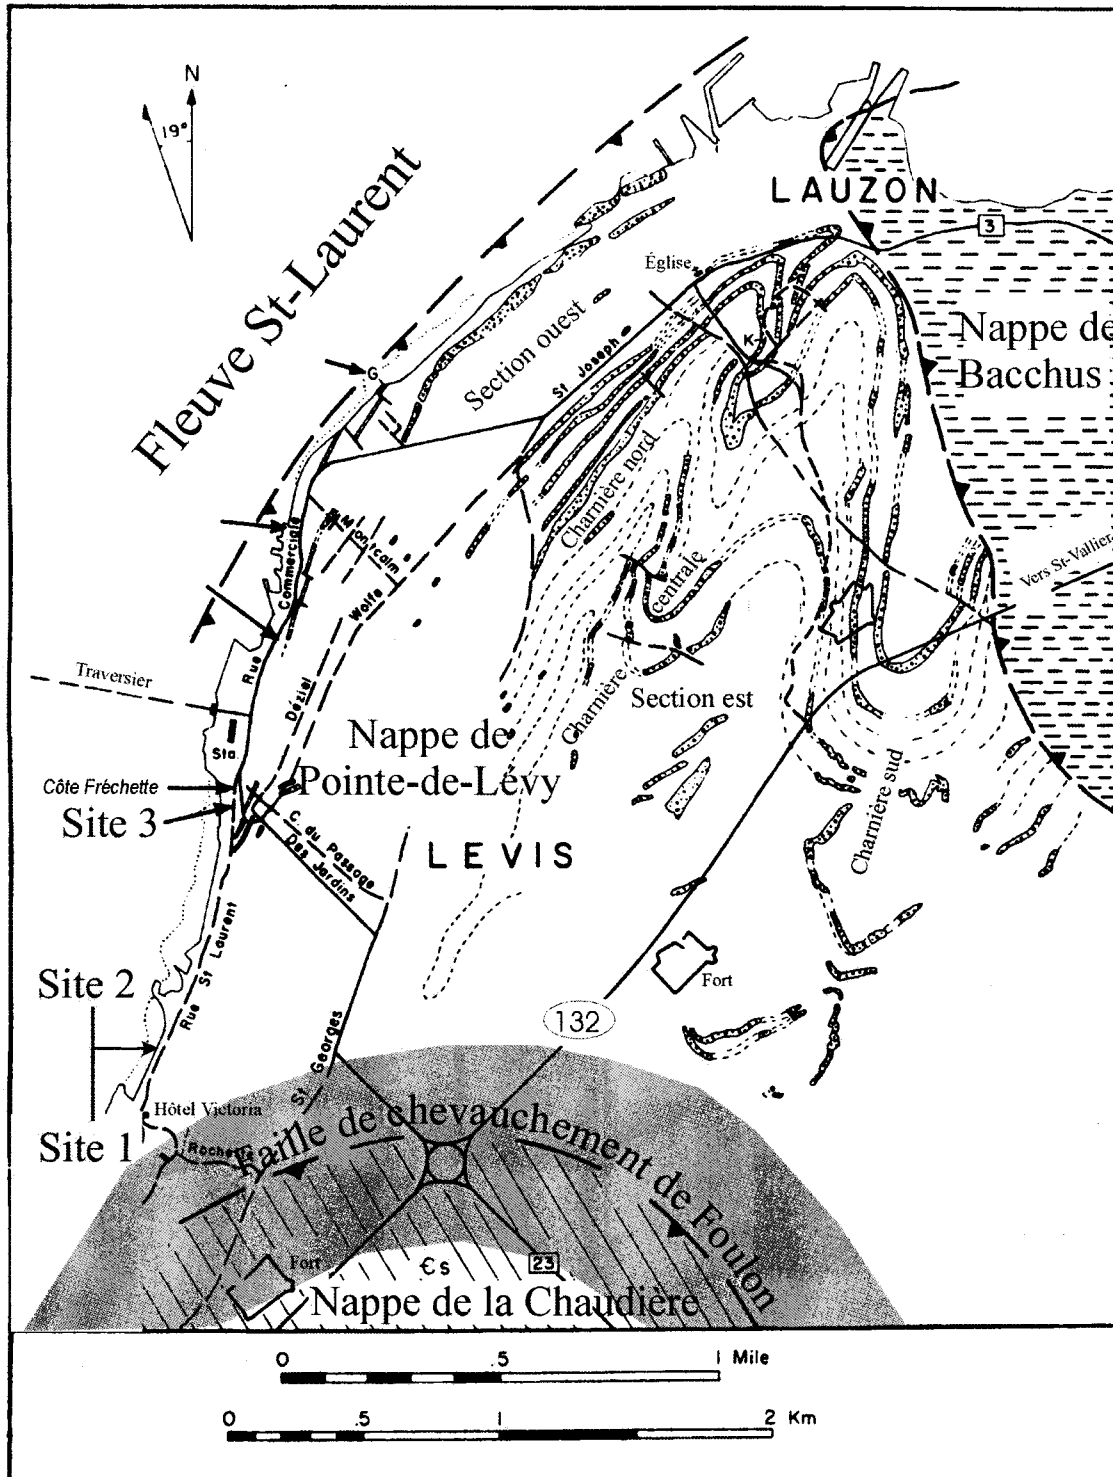 N
19°
Fleuve St-Laurent
LAUZON
3
Église
Nappe de
Bacchus
Section ouest
St Joseph
K
G
Charnière nord
Montcalm
Commerciale
Rue
Wolfe
Déziel
Charnière
centrale
Vers St-Vallier
Traversier
Sta.
Section est
Nappe de
Pointe-de-Lévy
Côte Fréchette
Site 3
C. du Passage
Des Jardins
LEVIS
Charnière sud
Rue St Laurent
Site 2
Fort
132
St Georges
Hôtel Victoria
Site 1
Faille de chevauchement de Foulon
Fort
Єs
23
Nappe de la Chaudière
0 .5 1 Mile
0 .5 1 2 Km